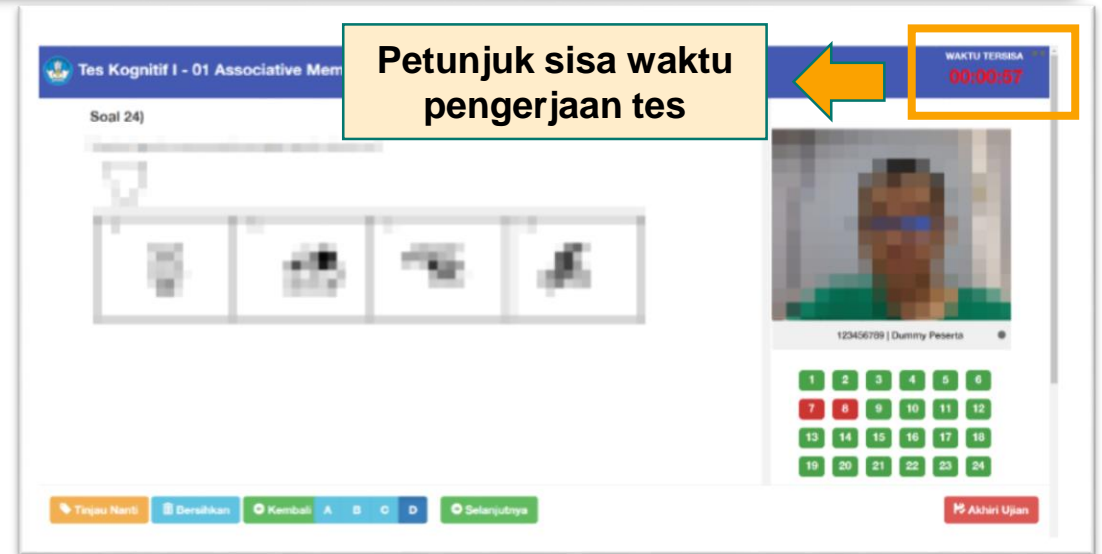 Tes Kognitif I - 01 Associative Mem
Petunjuk sisa waktu
pengerjaan tes
WAKTU TERSISA
00:00:57
Soal 24)
123456789 | Dummy Peserta
1 2 3 4 5 6
7 8 9 10 11 12
13 14 15 16 17 18
19 20 21 22 23 24
Tinjau Nanti Bersihkan Kembali A B C D Selanjutnya Akhiri Ujian